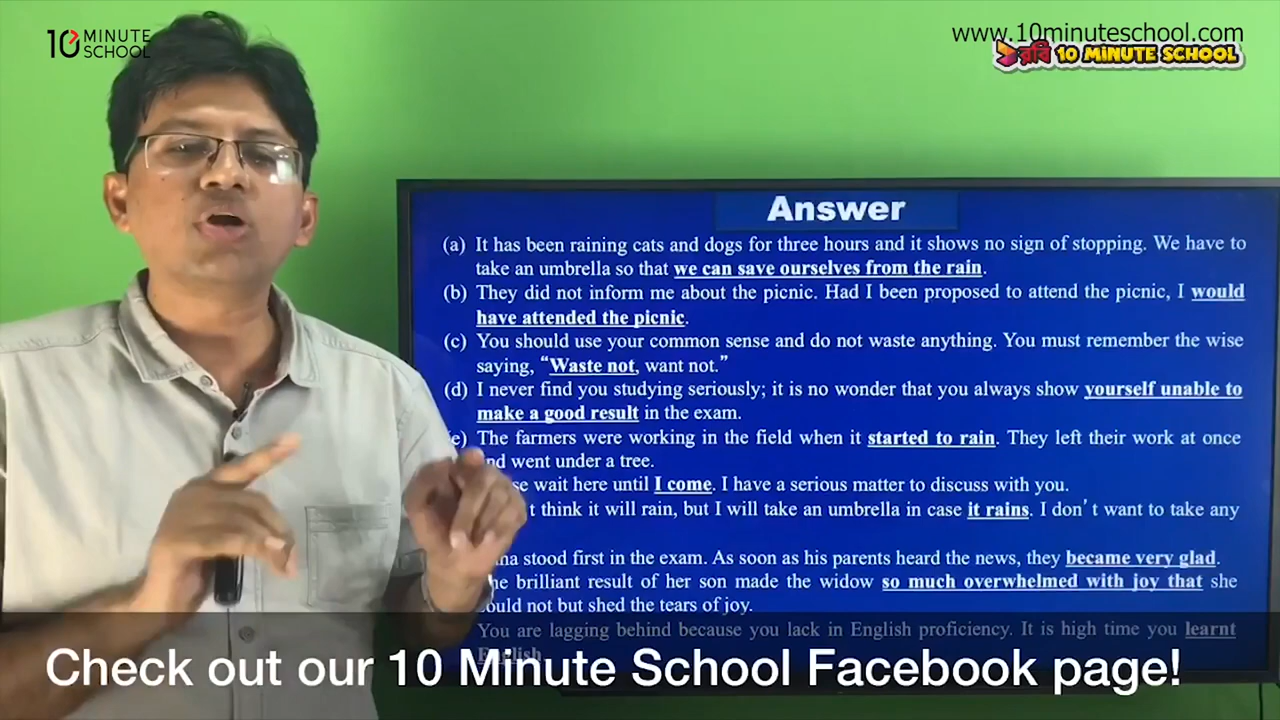 10 MINUTE
SCHOOL
www.10minuteschool.com
রবি 10 MINUTE SCHOOL
Answer
(a) It has been raining cats and dogs for three hours and it shows no sign of stopping. We have to
take an umbrella so that we can save ourselves from the rain.
(b) They did not inform me about the picnic. Had I been proposed to attend the picnic, I would
have attended the picnic.
(c) You should use your common sense and do not waste anything. You must remember the wise
saying, “Waste not, want not.”
(d) I never find you studying seriously; it is no wonder that you always show yourself unable to
make a good result in the exam.
e) The farmers were working in the field when it started to rain. They left their work at once
nd went under a tree.
se wait here until I come. I have a serious matter to discuss with you.
t think it will rain, but I will take an umbrella in case it rains. I don't want to take any
na stood first in the exam. As soon as his parents heard the news, they became very glad.
he brilliant result of her son made the widow so much overwhelmed with joy that she
ould not but shed the tears of joy.
You are lagging behind because you lack in English proficiency. It is high time you learnt
English
Check out our 10 Minute School Facebook page!